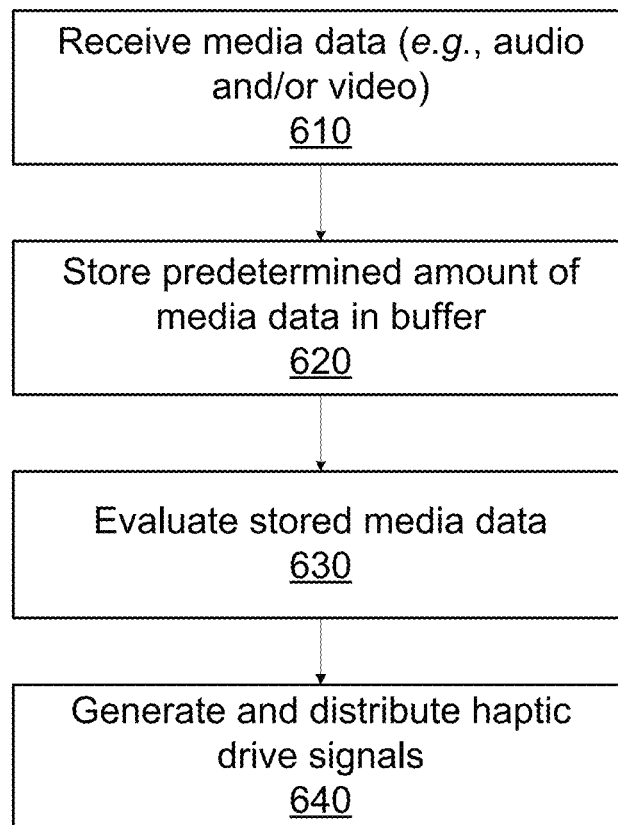 Receive media data (e.g., audio
and/or video)
610
Store predetermined amount of
media data in buffer
620
Evaluate stored media data
630
Generate and distribute haptic
drive signals
640